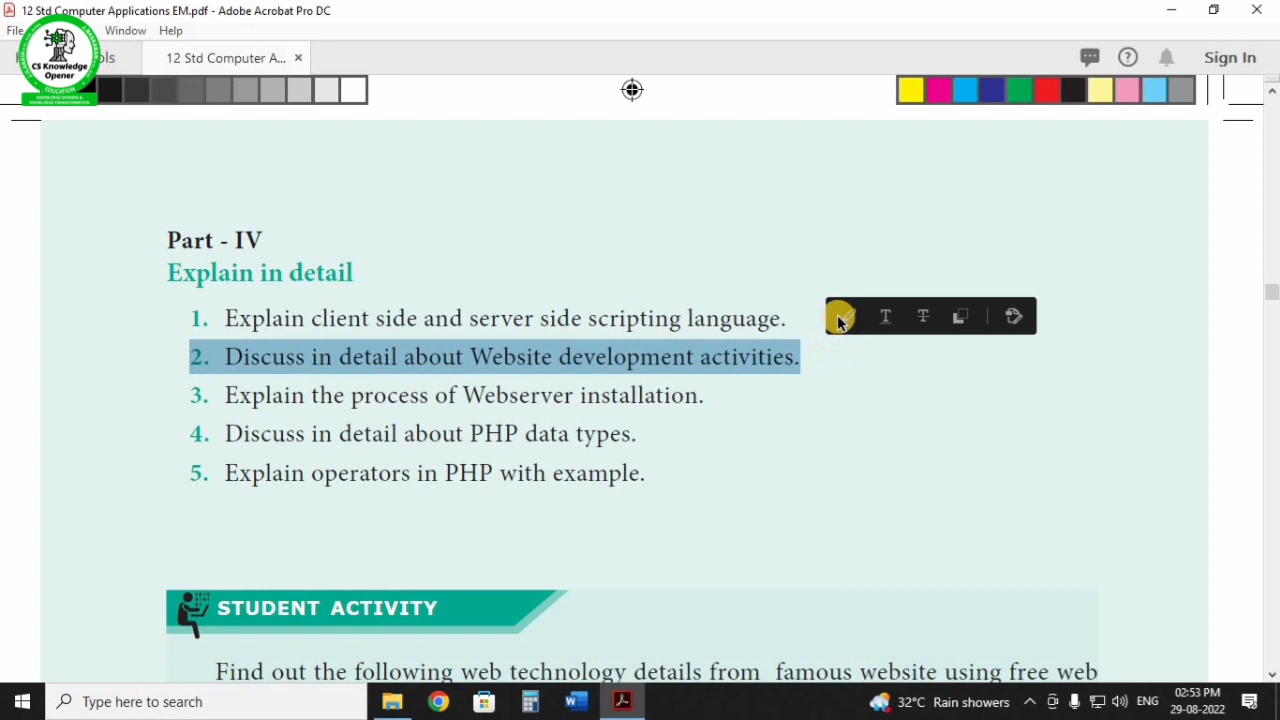 12 Std Computer Applications EM.pdf - Adobe Acrobat Pro DC
File Window Help
12 Std Computer A... × Sign In
CS Knowledge
Opener
EDUCATION
Part - IV
Explain in detail
1. Explain client side and server side scripting language.
2. Discuss in detail about Website development activities.
3. Explain the process of Webserver installation.
4. Discuss in detail about PHP data types.
5. Explain operators in PHP with example.
STUDENT ACTIVITY
Find out the following web technology details from famous website using free web
Type here to search
32°C Rain showers
ENG
02:53 PM
29-08-2022